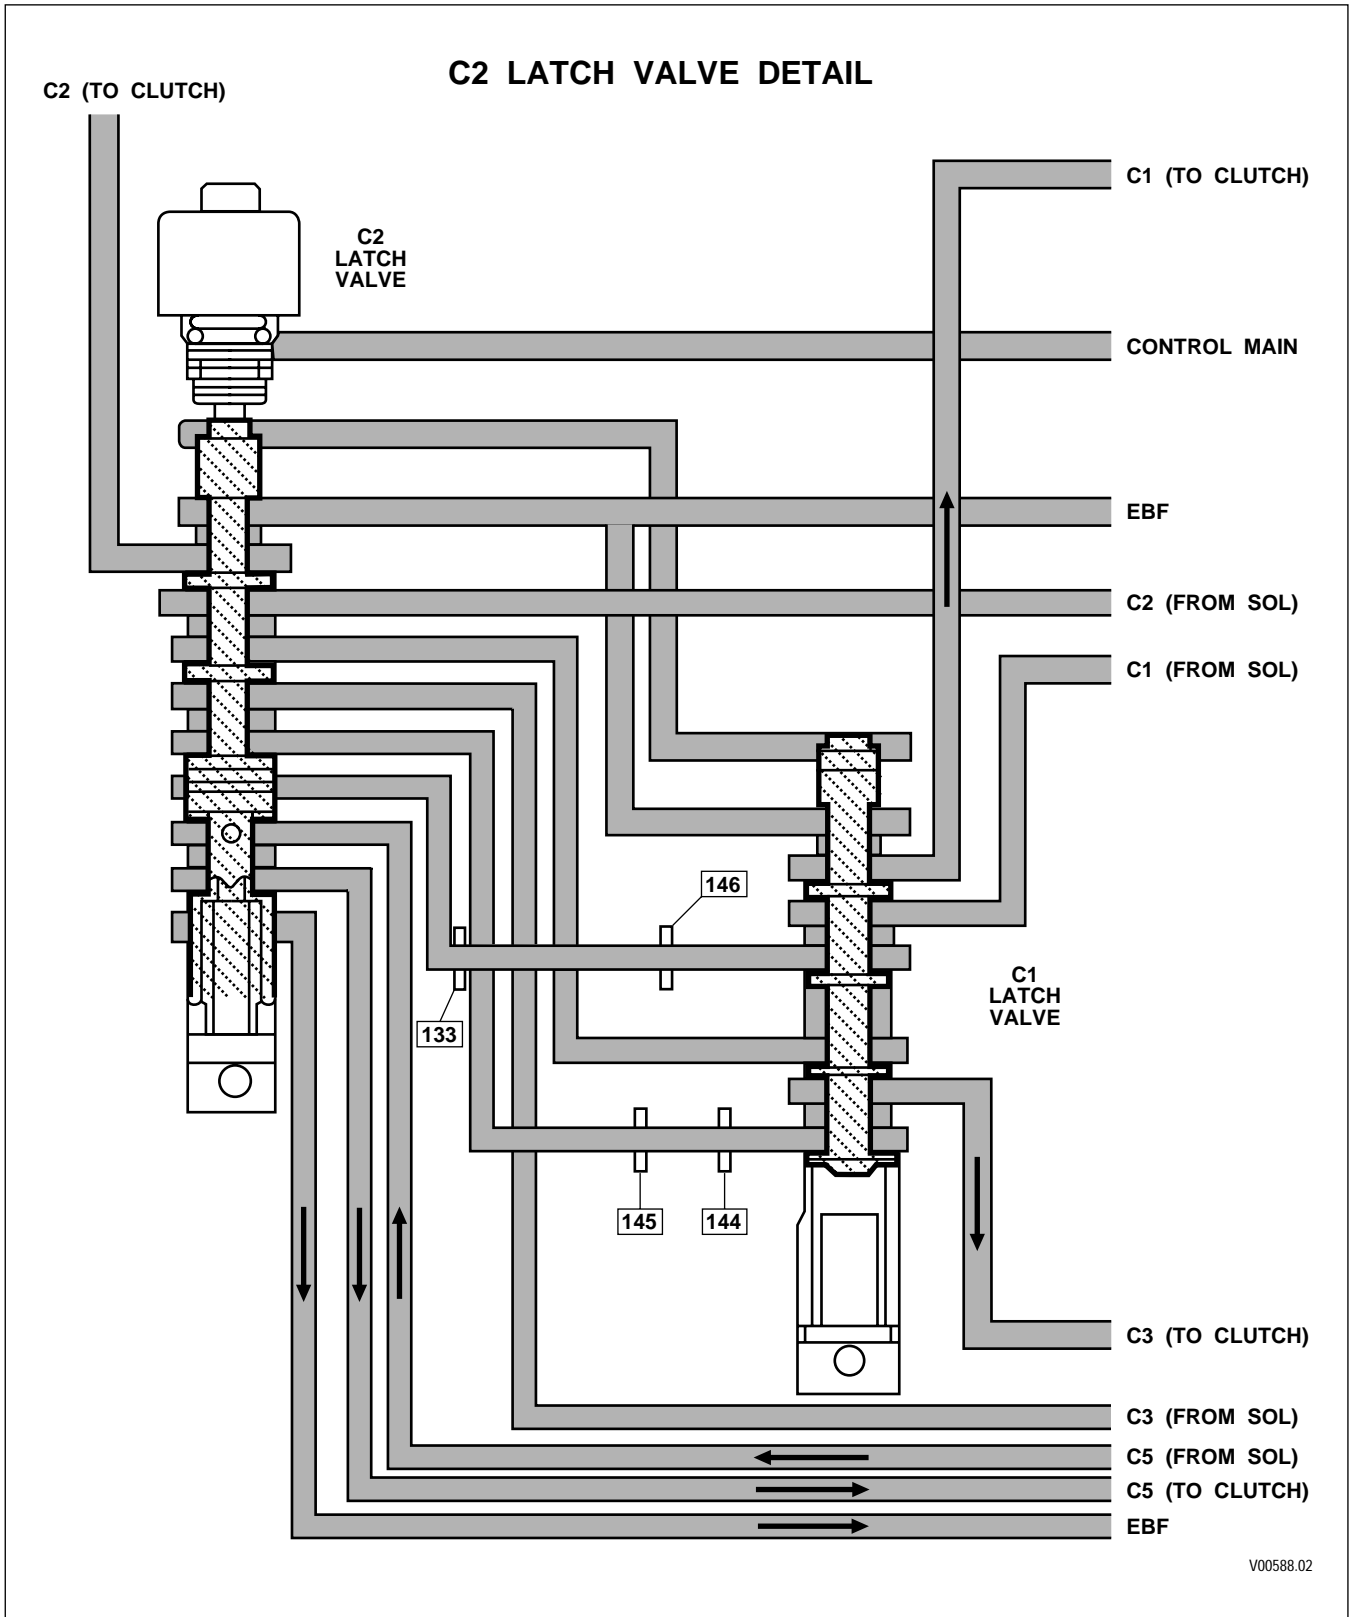 C2 LATCH VALVE DETAIL
C2 (TO CLUTCH)
C1 (TO CLUTCH)
C2
LATCH
VALVE
CONTROL MAIN
EBF
C2 (FROM SOL)
C1 (FROM SOL)
146
C1
LATCH
VALVE
133
145
144
C3 (TO CLUTCH)
C3 (FROM SOL)
C5 (FROM SOL)
C5 (TO CLUTCH)
EBF
V00588.02